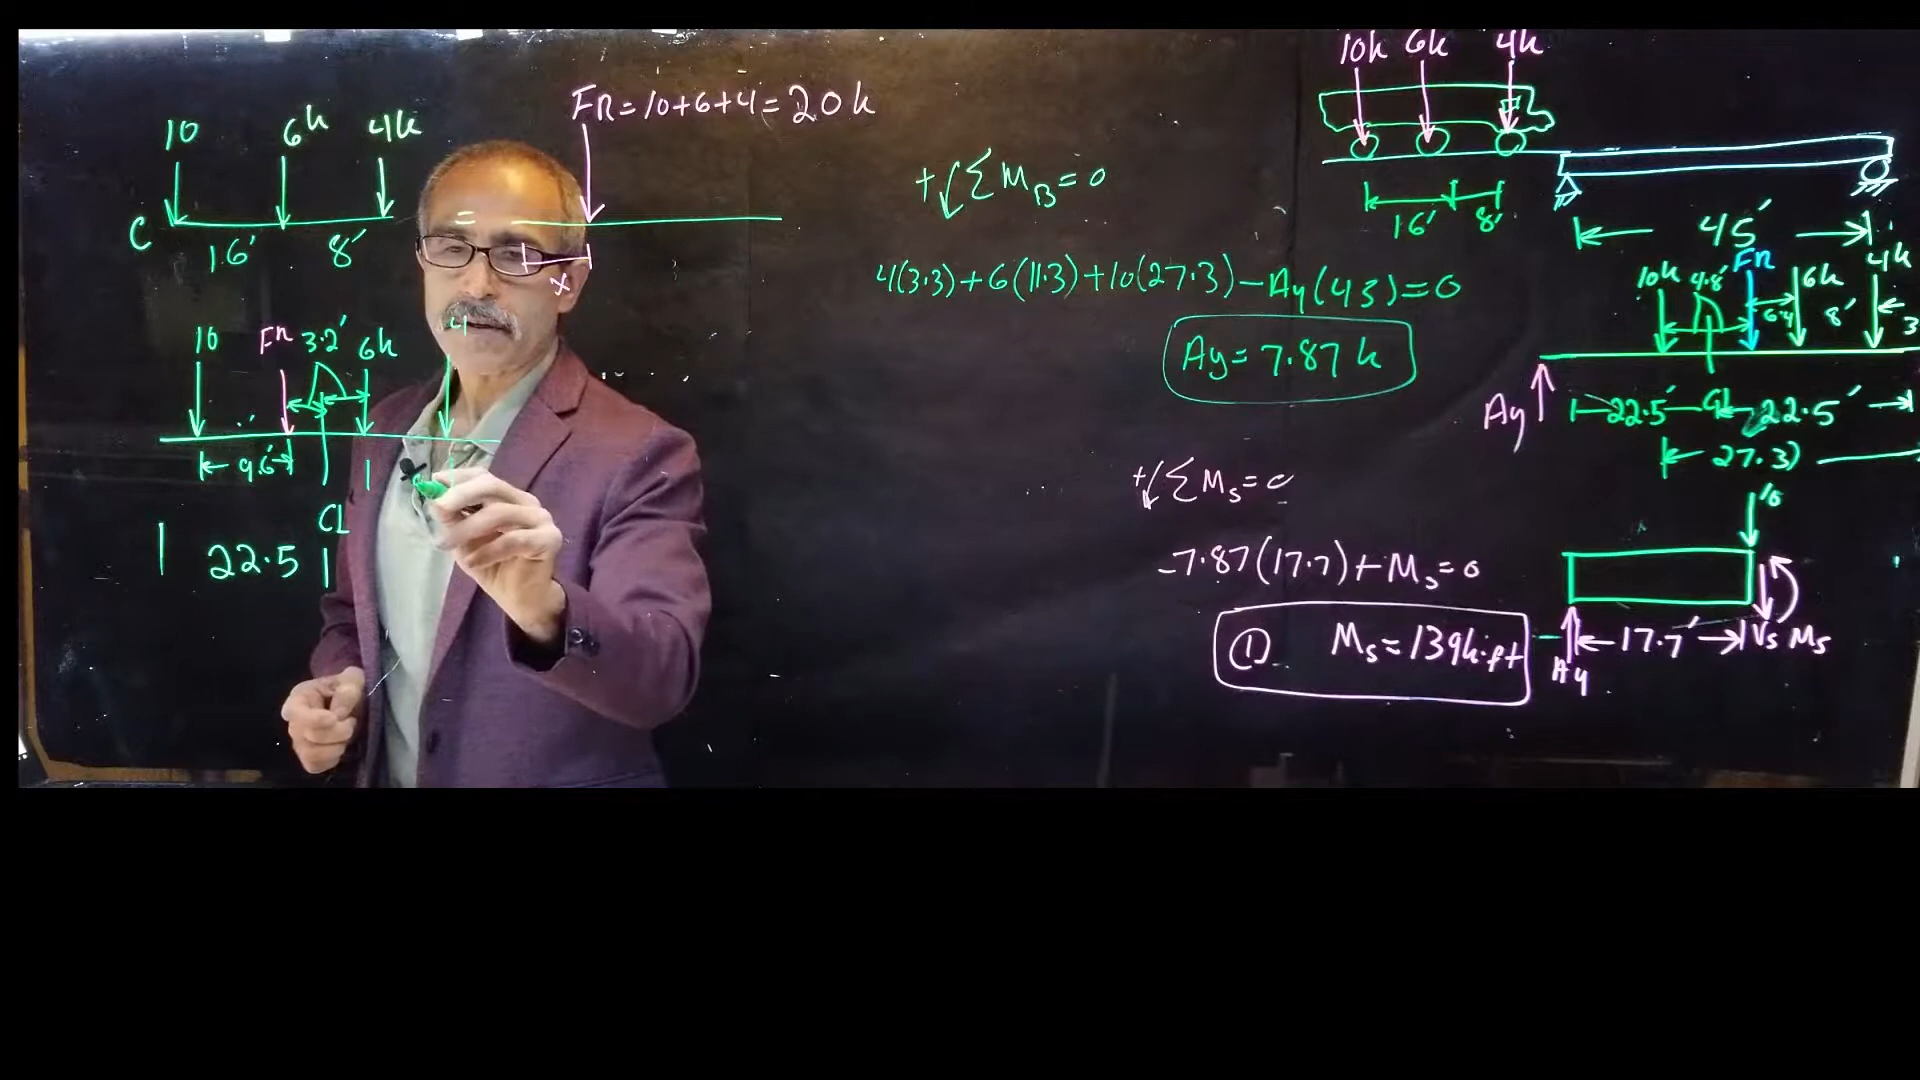 10 6k 4k
C 16' 8'
=
FR=10+6+4=20k
x
10 FR 3.2' 6k 4
9.6'
22.5 CL
+ΣMB=0
4(3.3)+6(11.3)+10(27.3)-Ay(45)=0
Ay=7.87k
+ΣMs=0
-7.87(17.7)+Ms=0
① Ms=139k·ft
10k 6k 4k
16' 8'
45'
10k 4.8' FR 6k 4k
6.4 8' 3
Ay 22.5' CL 22.5'
27.3)
10
Ay 17.7' Vs Ms